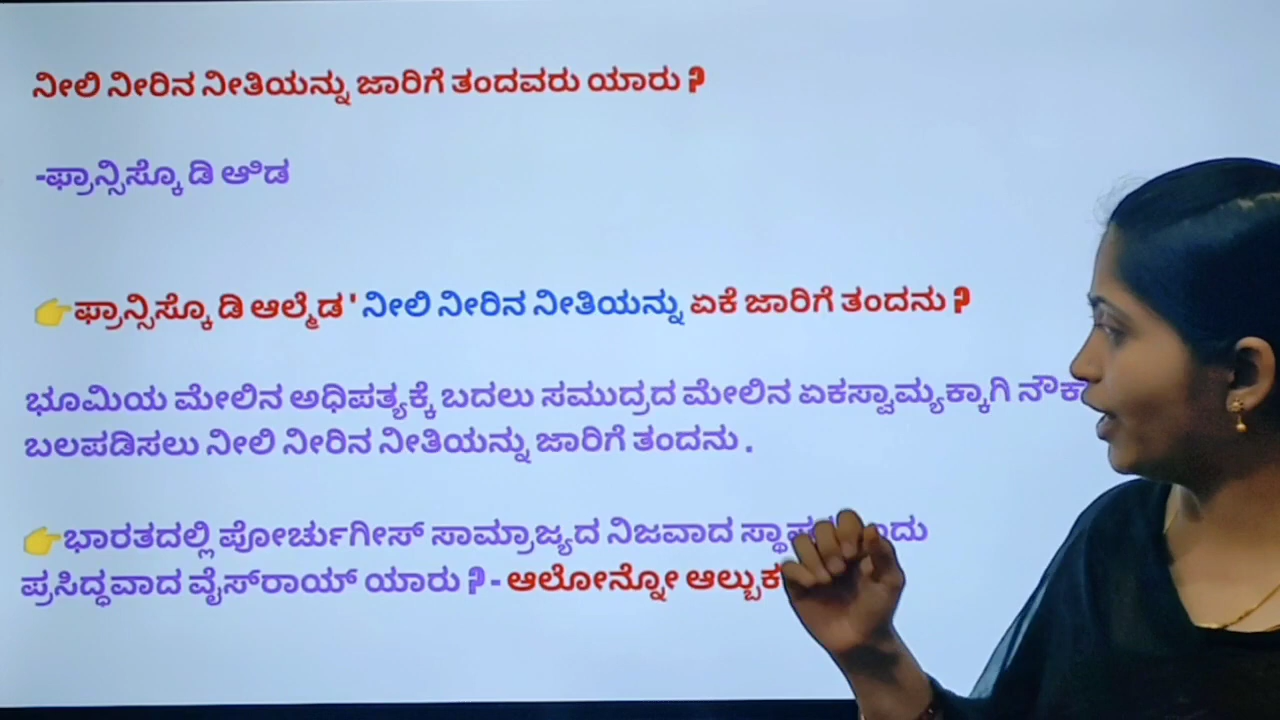 ನೀಲಿ ನೀರಿನ ನೀತಿಯನ್ನು ಜಾರಿಗೆ ತಂದವರು ಯಾರು ?
-ಫ್ರಾನ್ಸಿಸ್ಕೊ ಡಿ
👉ಫ್ರಾನ್ಸಿಸ್ಕೊ ಡಿ ಆಲ್ಮೆಡ ' ನೀಲಿ ನೀರಿನ ನೀತಿಯನ್ನು ಏಕೆ ಜಾರಿಗೆ ತಂದನು ?
ಭೂಮಿಯ ಮೇಲಿನ ಅಧಿಪತ್ಯಕ್ಕೆ ಬದಲು ಸಮುದ್ರದ ಮೇಲಿನ ಏಕಸ್ವಾಮ್ಯಕ್ಕಾಗಿ
ಬಲಪಡಿಸಲು ನೀಲಿ ನೀರಿನ ನೀತಿಯನ್ನು ಜಾರಿಗೆ ತಂದನು .
👉ಭಾರತದಲ್ಲಿ ಪೋರ್ಚುಗೀಸ್ ಸಾಮ್ರಾಜ್ಯದ ನಿಜವಾದ
ಪ್ರಸಿದ್ಧವಾದ ವೈಸ್‌ರಾಯ್ ಯಾರು ? - ಆಲೋನ್ಸೋ